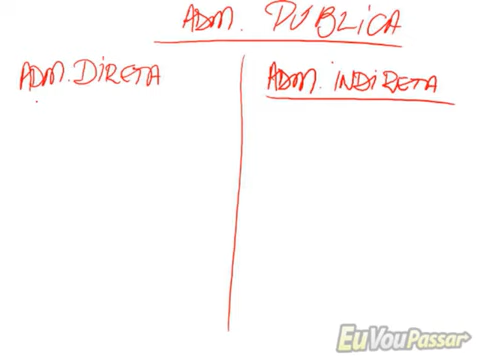 ADM. PUBLICA
ADM. DIRETA
ADM. INDIRETA
EuVouPassar